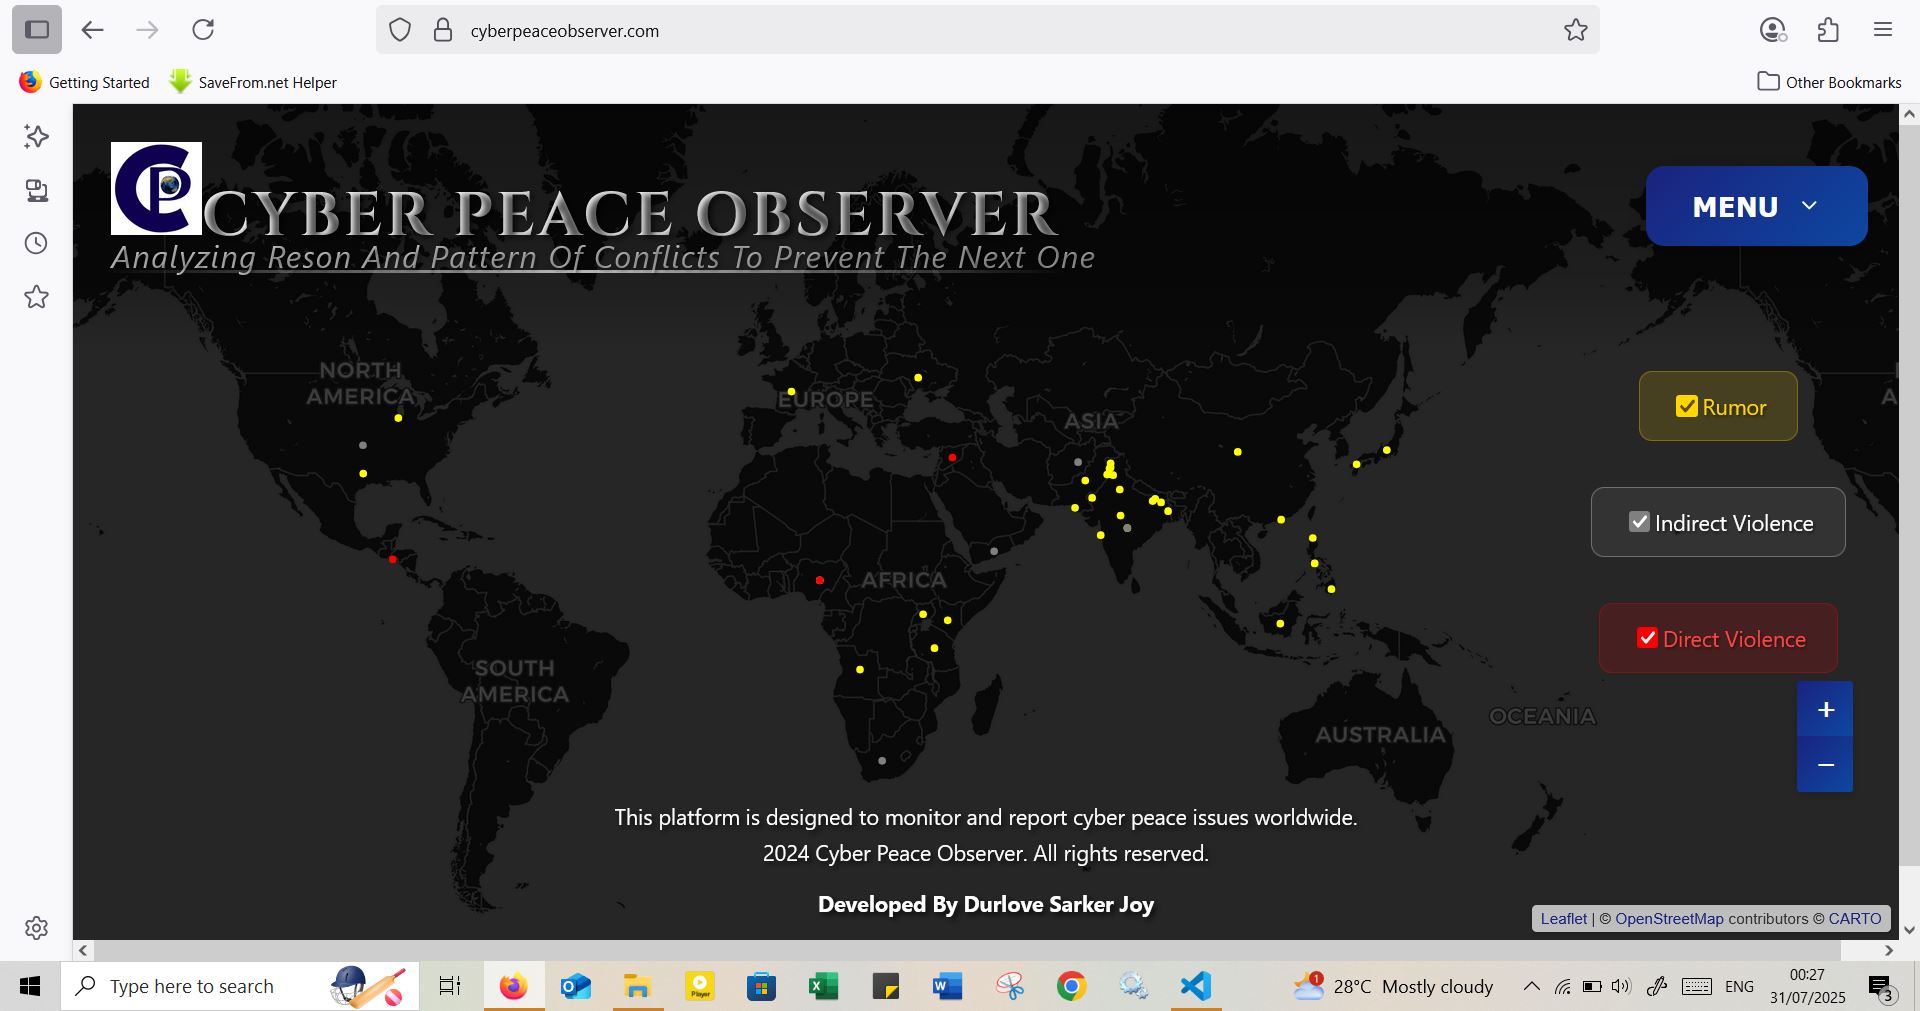 cyberpeaceobserver.com
Getting Started
SaveFrom.net Helper
Other Bookmarks
CYBER PEACE OBSERVER
Analyzing Reson And Pattern Of Conflicts To Prevent The Next One
MENU
NORTH
AMERICA
EUROPE
ASIA
AFRICA
SOUTH
AMERICA
AUSTRALIA
OCEANIA
Rumor
Indirect Violence
Direct Violence
+
−
This platform is designed to monitor and report cyber peace issues worldwide.
2024 Cyber Peace Observer. All rights reserved.
Developed By Durlove Sarker Joy
Leaflet | © OpenStreetMap contributors © CARTO
Type here to search
Player
1
28°C Mostly cloudy
ENG
00:27
31/07/2025
3